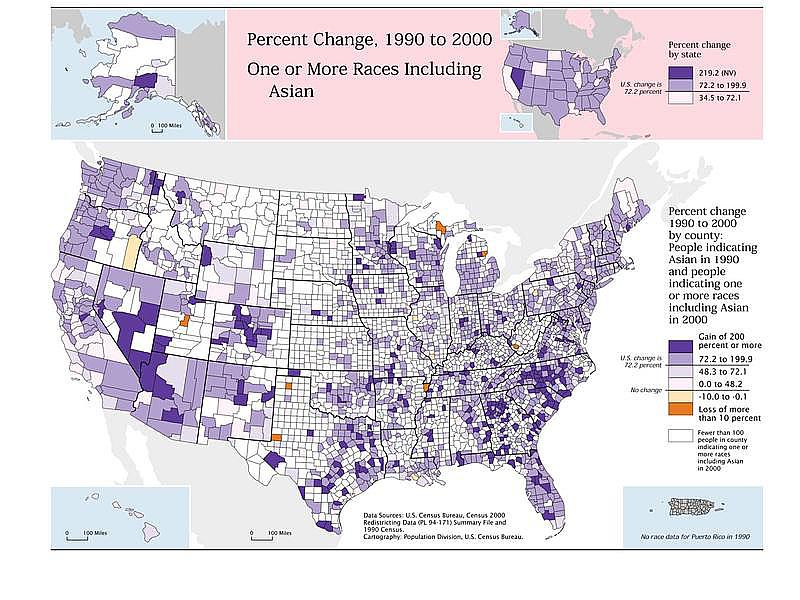 Percent Change, 1990 to 2000
One or More Races Including
Asian
0 100 Miles
Percent change
by state
219.2 (NV)
U.S. change is
72.2 percent
72.2 to 199.9
34.5 to 72.1
Percent change
1990 to 2000
by county:
People indicating
Asian in 1990
and people
indicating one
or more races
including Asian
in 2000
Gain of 200
percent or more
U.S. change is
72.2 percent
72.2 to 199.9
48.3 to 72.1
No change
0.0 to 48.2
-10.0 to -0.1
Loss of more
than 10 percent
Fewer than 100
people in county
indicating one or
more races
including Asian
in 2000
0 100 Miles
0 100 Miles
Data Sources: U.S. Census Bureau, Census 2000
Redistricting Data (PL 94-171) Summary File and
1990 Census.
Cartography: Population Division, U.S. Census Bureau.
No race data for Puerto Rico in 1990